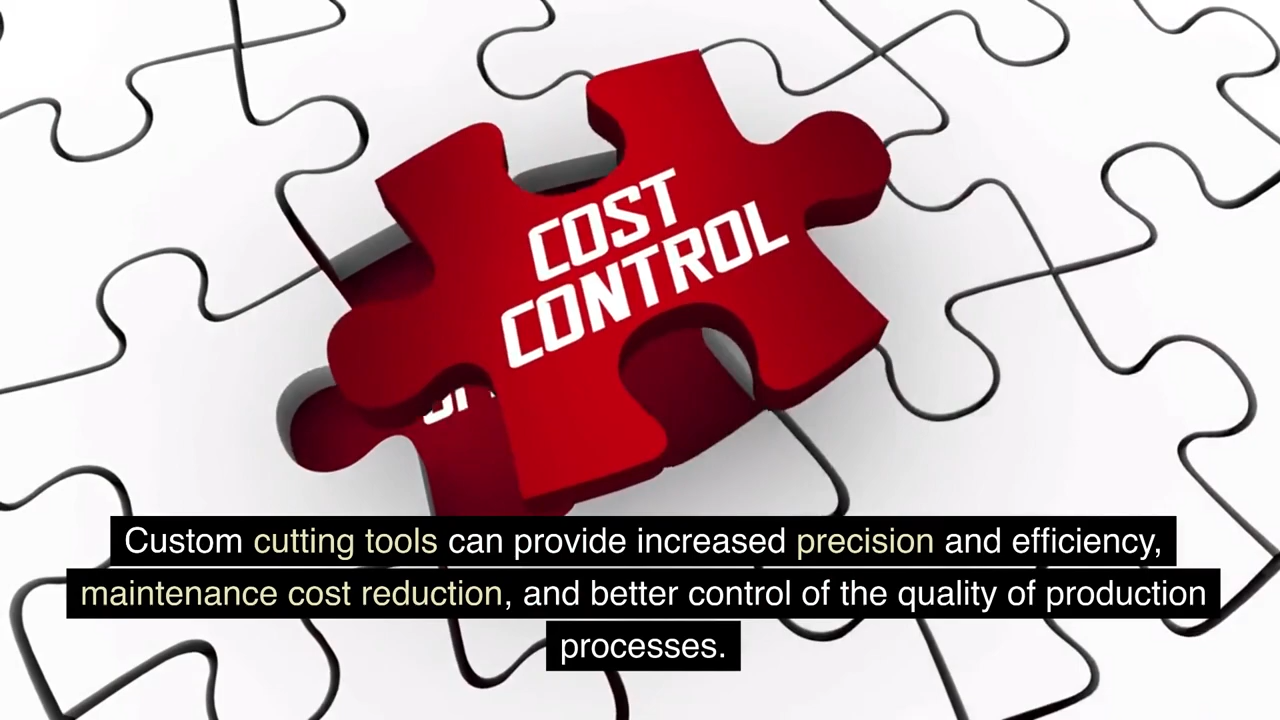 COST
CONTROL
Custom cutting tools can provide increased precision and efficiency,
maintenance cost reduction, and better control of the quality of production
processes.